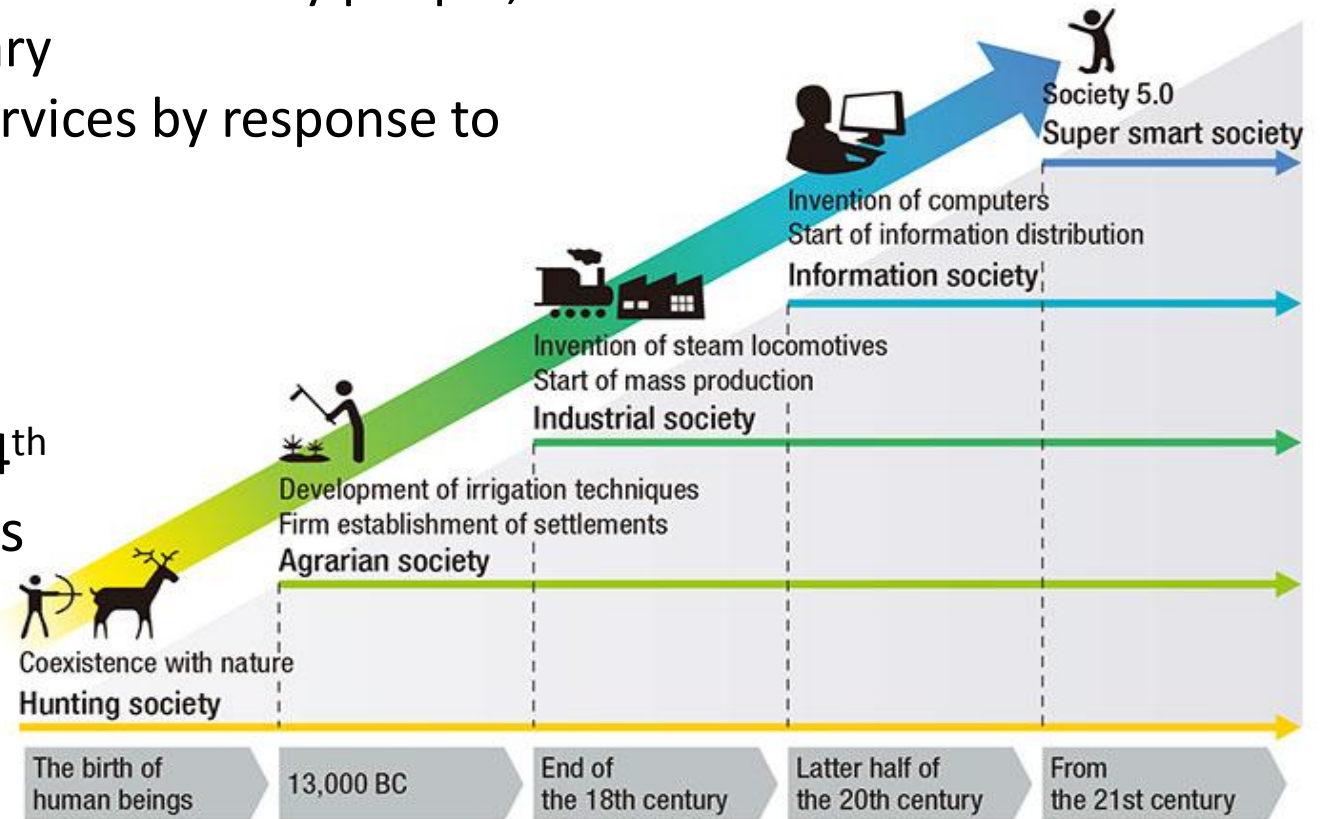 ary
rvices by response to
4th
s
Society 5.0
Super smart society
Invention of computers
Start of information distribution
Information society
Invention of steam locomotives
Start of mass production
Industrial society
Development of irrigation techniques
Firm establishment of settlements
Agrarian society
Coexistence with nature
Hunting society
The birth of
human beings
13,000 BC
End of
the 18th century
Latter half of
the 20th century
From
the 21st century